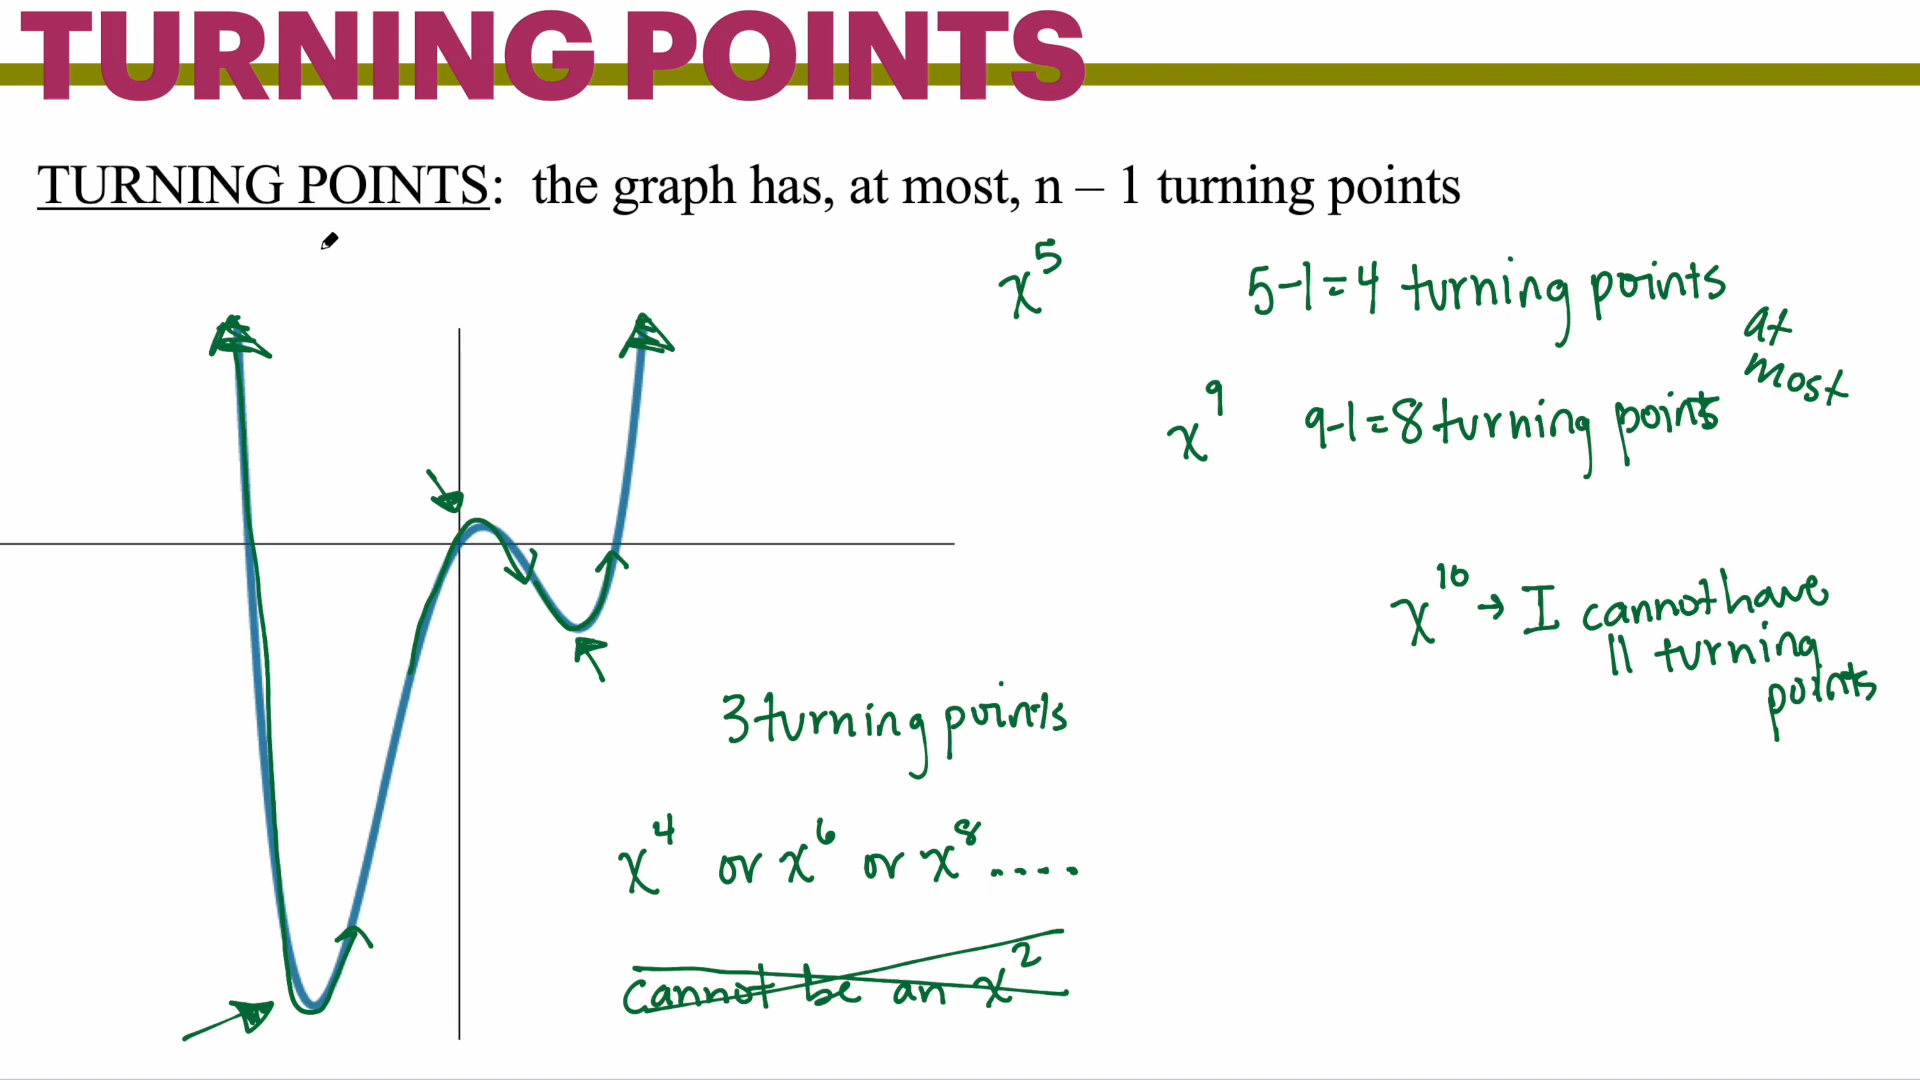 TURNING POINTS
TURNING POINTS: the graph has, at most, n – 1 turning points
x^5 5-1=4 turning points
at
most
x^9 9-1=8 turning points
x^10 → I cannot have
11 turning
points
3 turning points
x^4 or x^6 or x^8 ....
cannot be an x^2